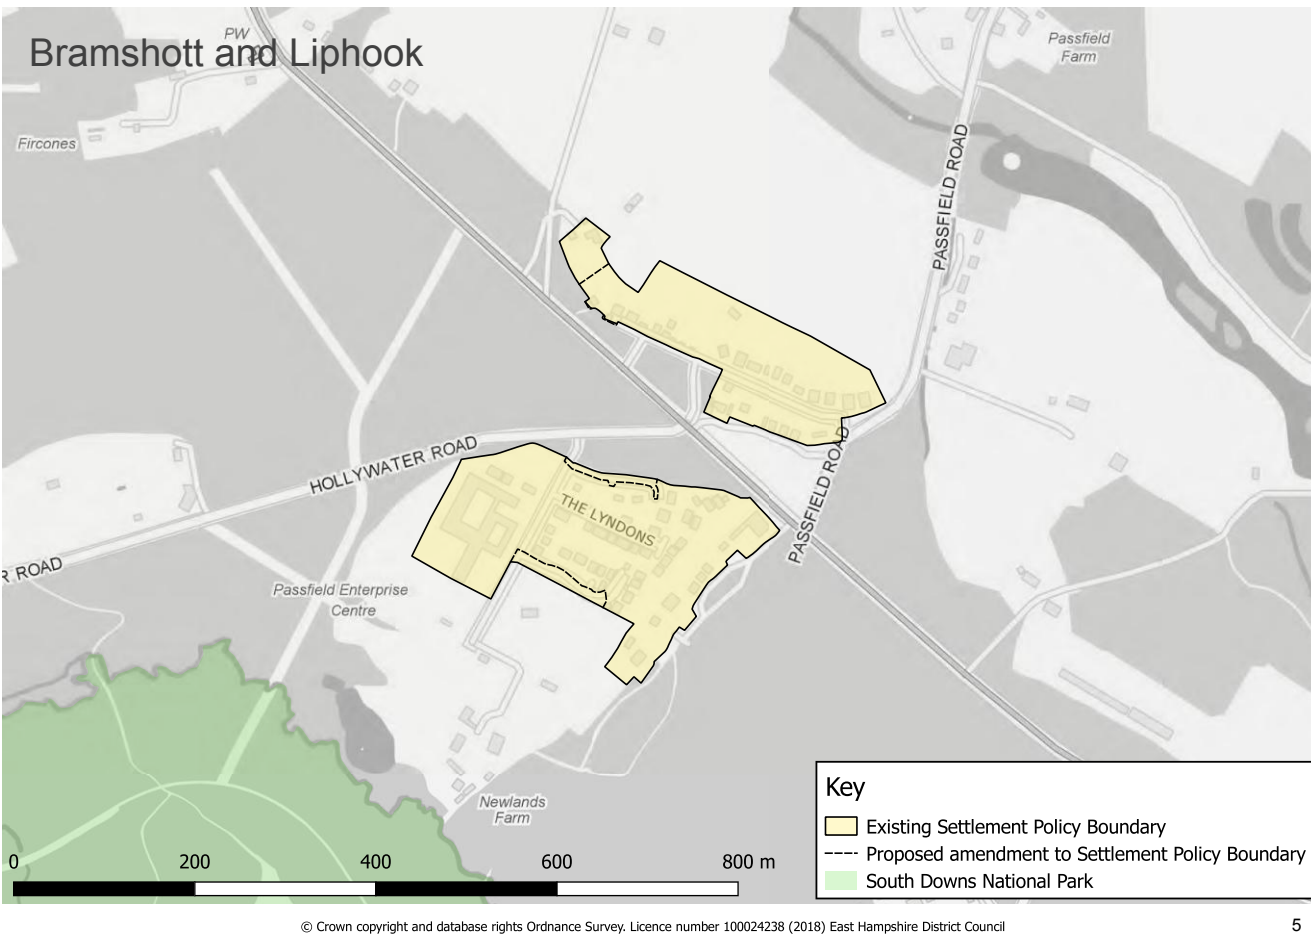 Bramshott and Liphook
PW
Passfield
Farm
Fircones
PASSFIELD ROAD
HOLLYWATER ROAD
THE LYNDONS
PASSFIELD ROAD
R ROAD
Passfield Enterprise
Centre
Newlands
Farm
Key
Existing Settlement Policy Boundary
Proposed amendment to Settlement Policy Boundary
South Downs National Park
0 200 400 600 800 m
© Crown copyright and database rights Ordnance Survey. Licence number 100024238 (2018) East Hampshire District Council
5